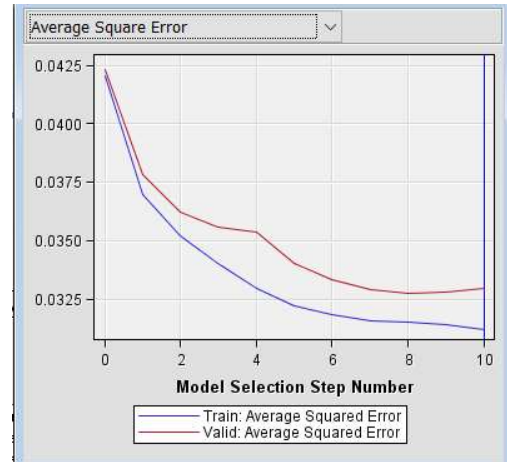 Average Square Error
0.0425
0.0400
0.0375
0.0350
0.0325
0 2 4 6 8 10
Model Selection Step Number
Train: Average Squared Error
Valid: Average Squared Error